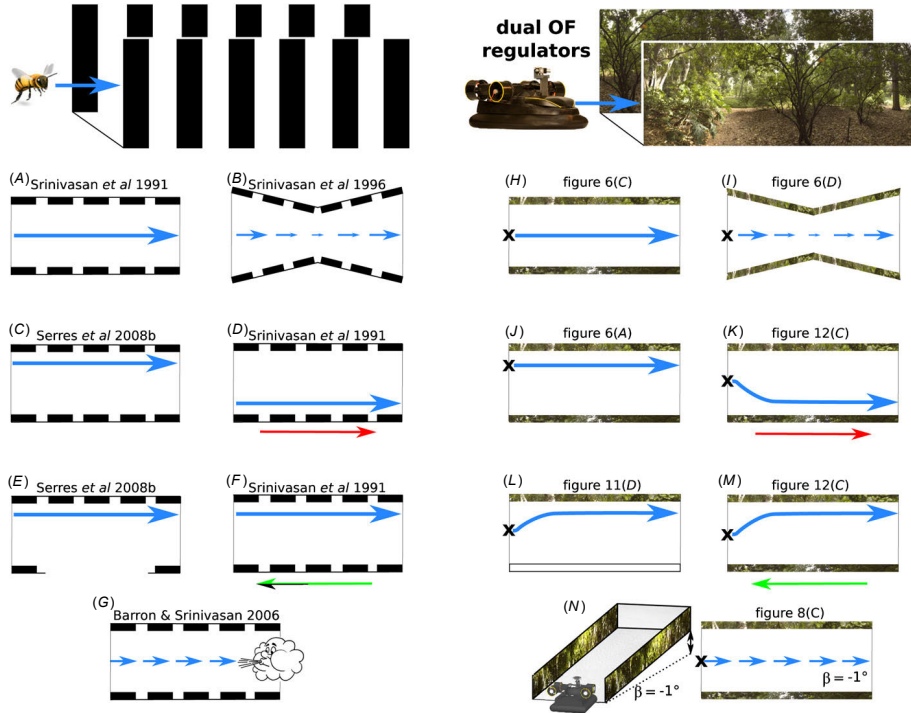 dual OF
regulators
(A) Srinivasan et al 1991
(B) Srinivasan et al 1996
(H) figure 6(C)
(I) figure 6(D)
X
X
(C) Serres et al 2008b
(D) Srinivasan et al 1991
(J) figure 6(A)
(K) figure 12(C)
X
X
(E) Serres et al 2008b
(F) Srinivasan et al 1991
(L) figure 11(D)
(M) figure 12(C)
X
X
(G) Barron & Srinivasan 2006
(N) figure 8(C)
X
β = -1°
β = -1°